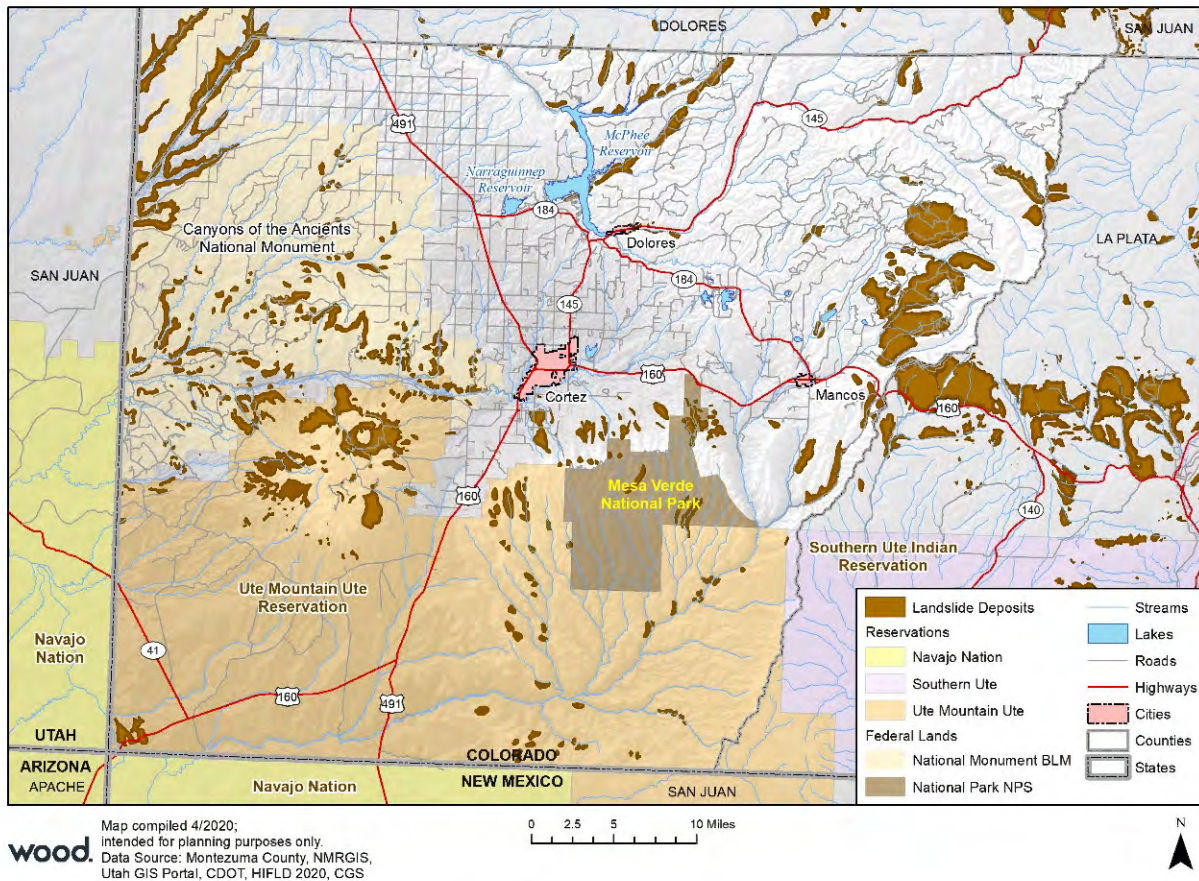 DOLORES
SAN JUAN
491
145
McPhee
Reservoir
Narraguinnep
Reservoir
184
Canyons of the Ancients
National Monument
Dolores
LA PLATA
SAN JUAN
184
145
160
Cortez
Mancos
160
Mesa Verde
National Park
160
140
Southern Ute Indian
Reservation
Ute Mountain Ute
Reservation
Navajo
Nation
41
160
491
UTAH
COLORADO
ARIZONA
APACHE
NEW MEXICO
Navajo Nation
SAN JUAN
Landslide Deposits
Reservations
Navajo Nation
Southern Ute
Ute Mountain Ute
Federal Lands
National Monument BLM
National Park NPS
Streams
Lakes
Roads
Highways
Cities
Counties
States
wood.
Map compiled 4/2020;
intended for planning purposes only.
Data Source: Montezuma County, NMRGIS,
Utah GIS Portal, CDOT, HIFLD 2020, CGS
0 2.5 5 10 Miles
N